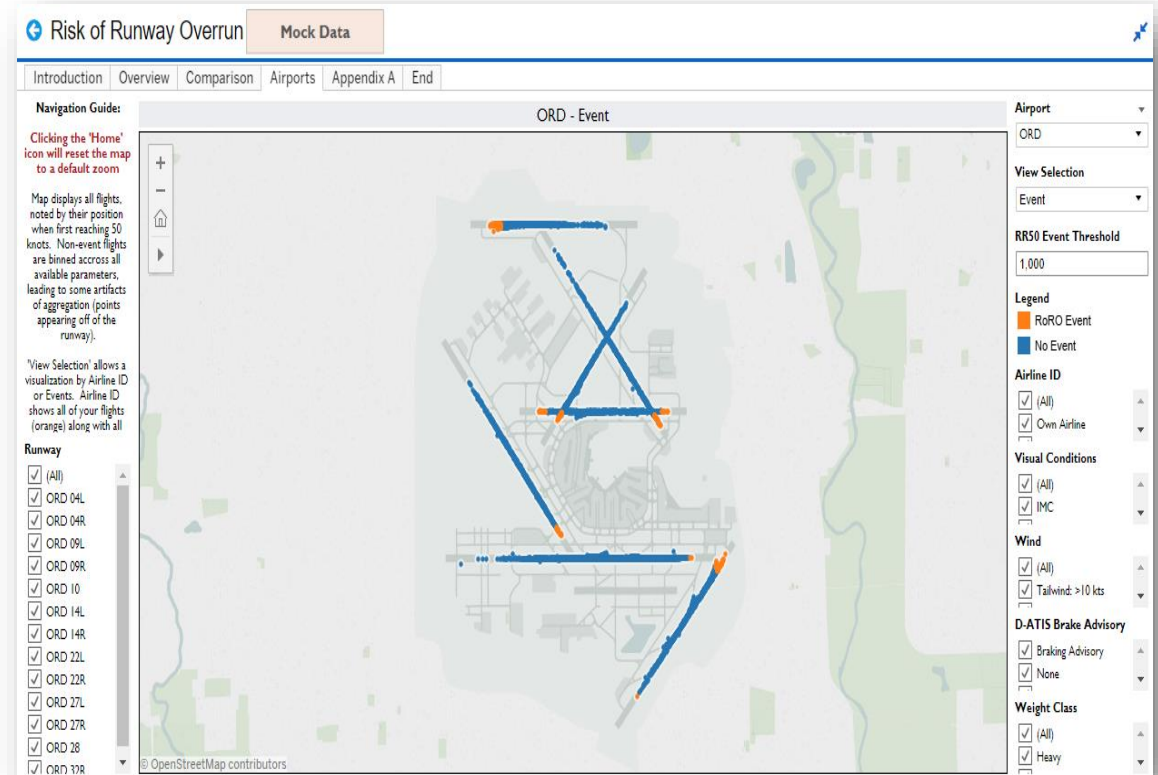 Risk of Runway Overrun
Mock Data
Introduction
Overview
Comparison
Airports
Appendix A
End
Navigation Guide:
Clicking the 'Home'
icon will reset the map
to a default zoom
Map displays all flights,
noted by their position
when first reaching 50
knots. Non-event flights
are binned accross all
available parameters,
leading to some artifacts
of aggregation (points
appearing off of the
runway).
'View Selection' allows a
visualization by Airline ID
or Events. Airline ID
shows all of your flights
(orange) along with all
Runway
(All)
ORD 04L
ORD 04R
ORD 09L
ORD 09R
ORD 10
ORD 14L
ORD 14R
ORD 22L
ORD 22R
ORD 27L
ORD 27R
ORD 28
ORD 32R
ORD - Event
© OpenStreetMap contributors
Airport
ORD
View Selection
Event
RR50 Event Threshold
1,000
Legend
RoRO Event
No Event
Airline ID
(All)
Own Airline
Visual Conditions
(All)
IMC
Wind
(All)
Tailwind: >10 kts
D-ATIS Brake Advisory
Braking Advisory
None
Weight Class
(All)
Heavy